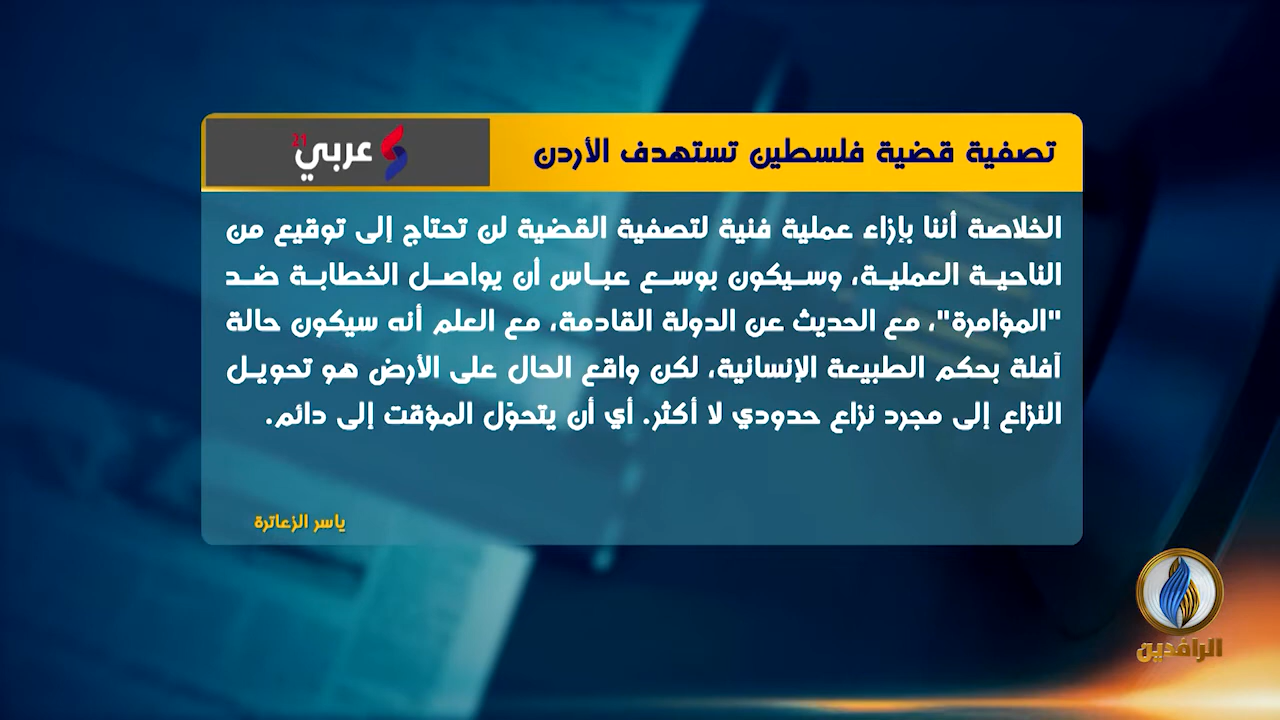 تصفية قضية فلسطين تستهدف الأردن
عربي21
الخلاصة أننا بإزاء عملية فنية لتصفية القضية لن تحتاج إلى توقيع من
الناحية العملية، وسيكون بوسع عباس أن يواصل الخطابة ضد
"المؤامرة"، مع الحديث عن الدولة القادمة، مع العلم أنه سيكون حالة
آفلة بحكم الطبيعة الإنسانية، لكن واقع الحال على الأرض هو تحويل
النزاع إلى مجرد نزاع حدودي لا أكثر. أي أن يتحوّل المؤقت إلى دائم.
ياسر الزعاترة
الرافدين